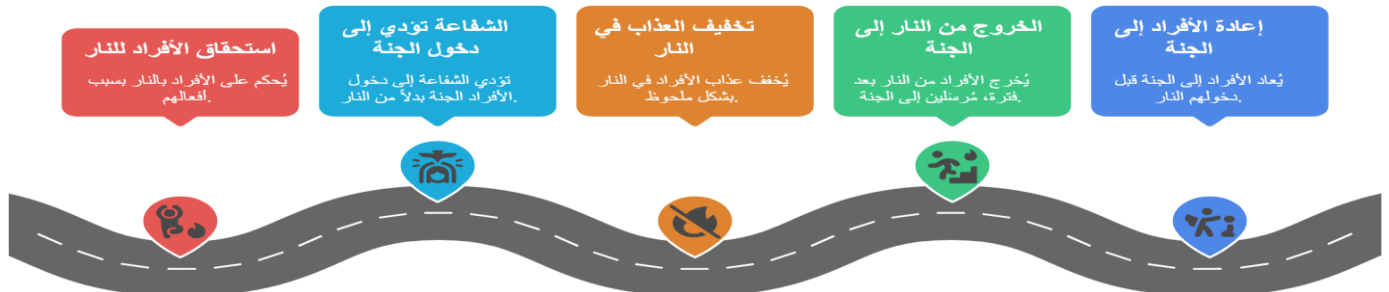 استحقاق الأفراد للنار
يُحكم على الأفراد بالنار بسبب
أفعالهم.
الشفاعة تؤدي إلى
دخول الجنة
تؤدي الشفاعة إلى دخول
الأفراد الجنة بدلاً من النار.
تخفيف العذاب في
النار
يُخفف عذاب الأفراد في النار
بشكل ملحوظ.
الخروج من النار إلى
الجنة
يُخرج الأفراد من النار بعد
فترة، مُرسَلين إلى الجنة.
إعادة الأفراد إلى
الجنة
يُعاد الأفراد إلى الجنة قبل
دخولهم النار.